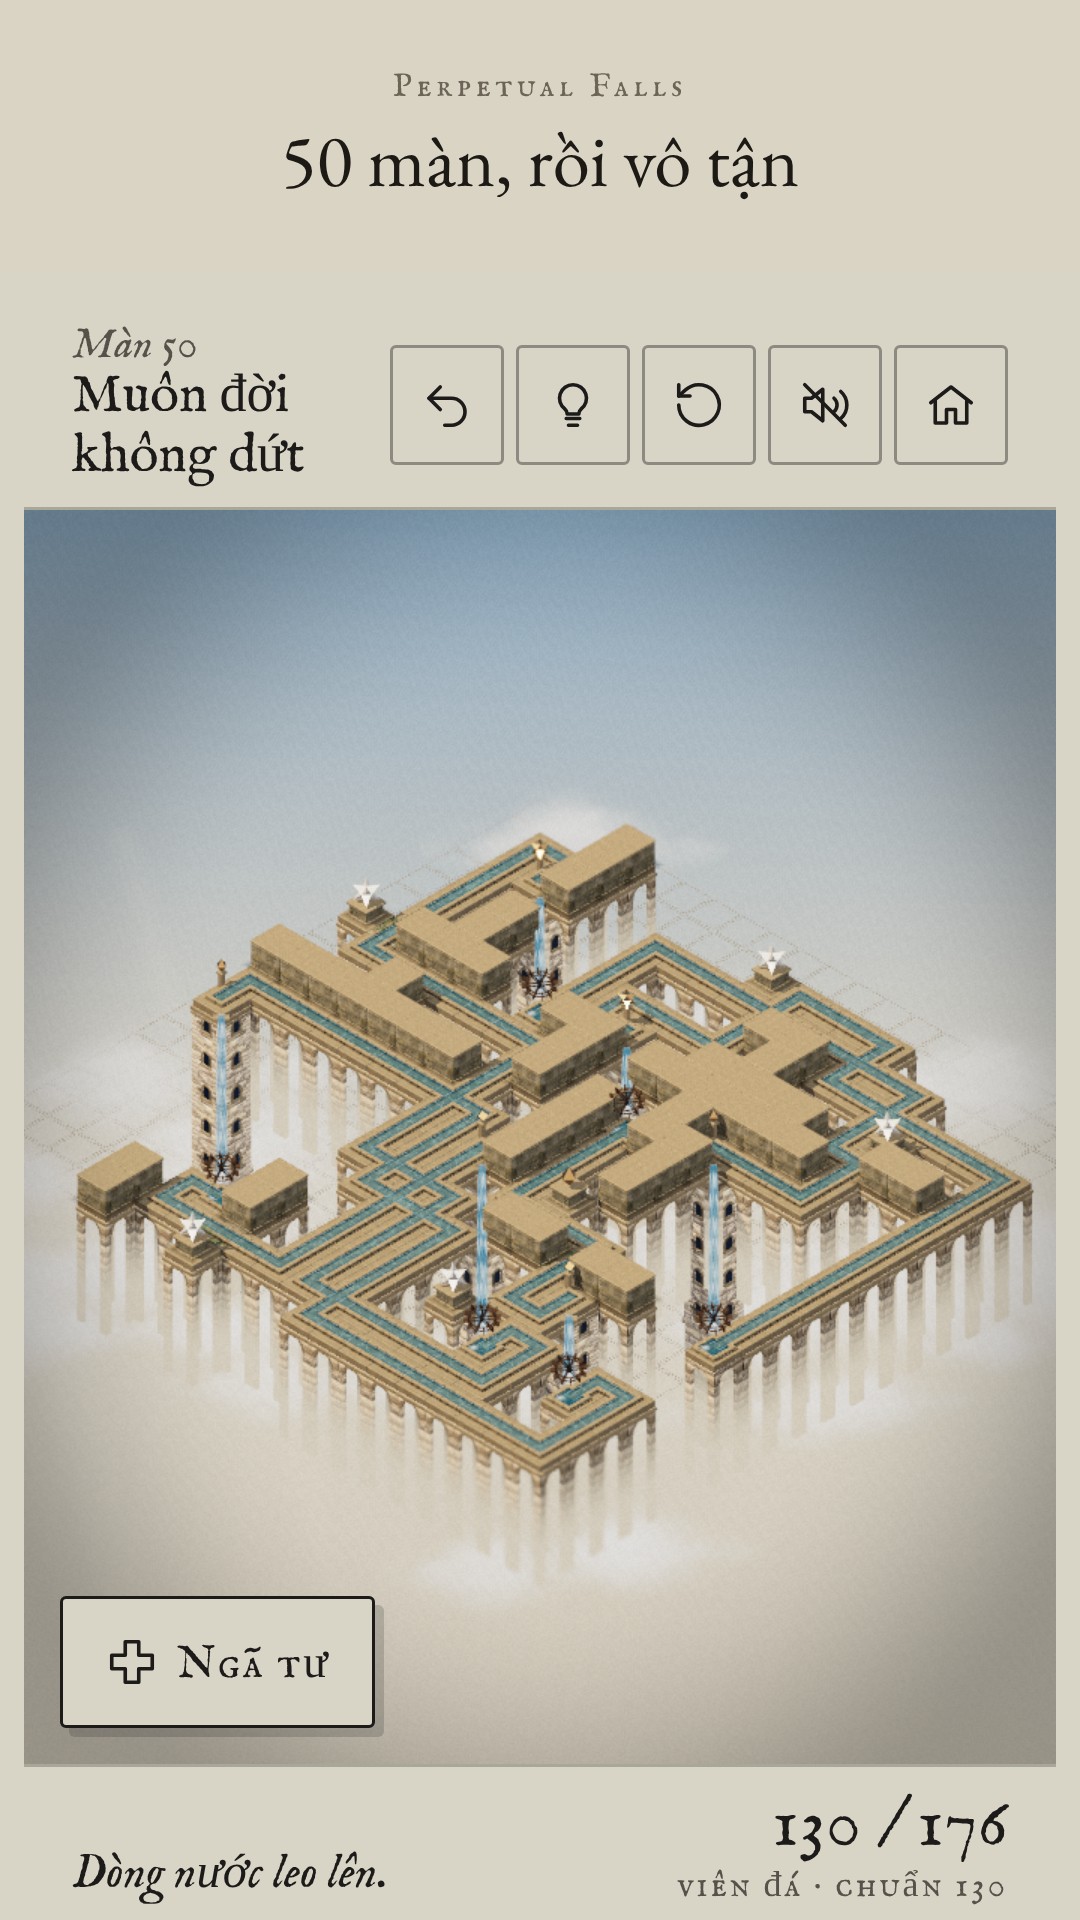 Perpetual Falls
50 màn, rồi vô tận
Màn 50
Muôn đời
không dứt
Ngã tư
Dòng nước leo lên.
130 / 176
viên đá · chuẩn 130